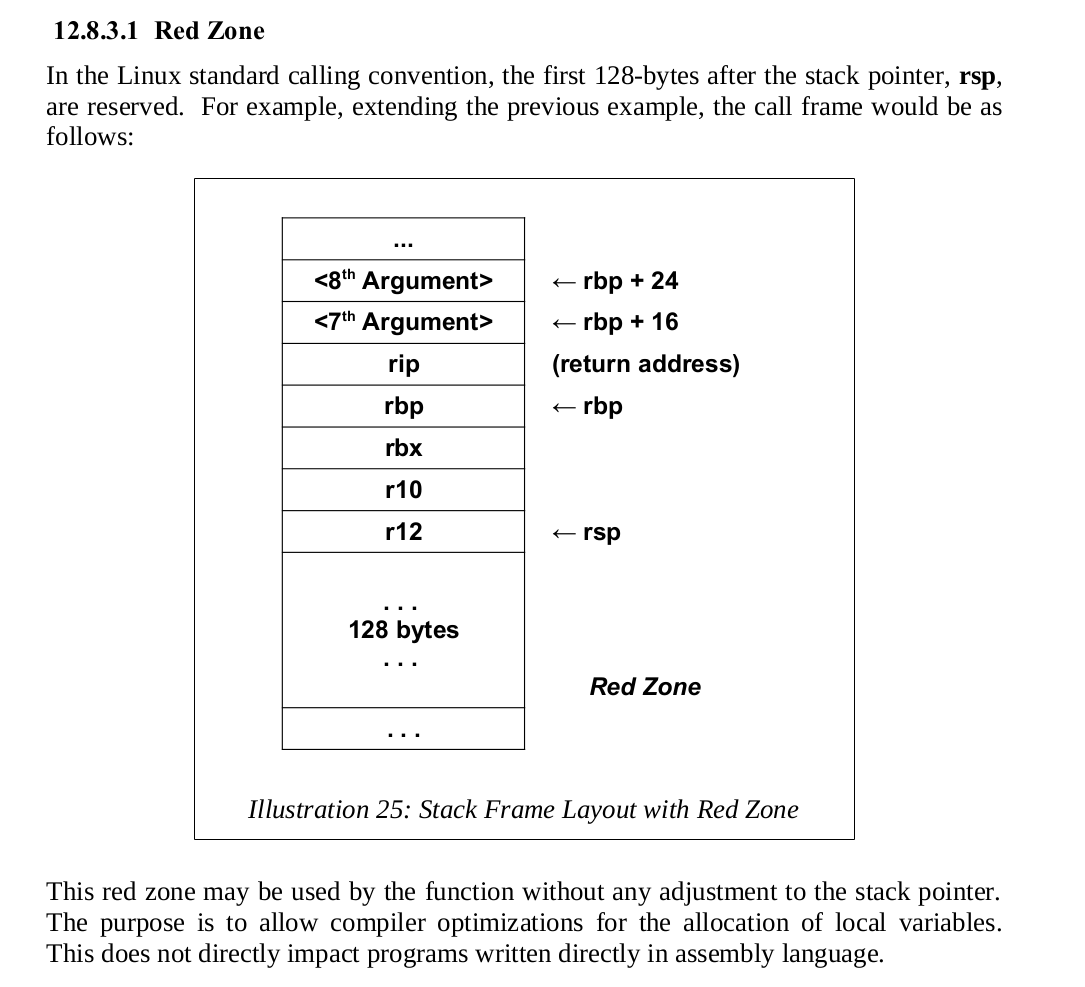 12.8.3.1 Red Zone
In the Linux standard calling convention, the first 128-bytes after the stack pointer, rsp,
are reserved. For example, extending the previous example, the call frame would be as
follows:
...
<8th Argument> ← rbp + 24
<7th Argument> ← rbp + 16
rip (return address)
rbp ← rbp
rbx
r10
r12 ← rsp
. . .
128 bytes
. . .
Red Zone
. . .
Illustration 25: Stack Frame Layout with Red Zone
This red zone may be used by the function without any adjustment to the stack pointer.
The purpose is to allow compiler optimizations for the allocation of local variables.
This does not directly impact programs written directly in assembly language.